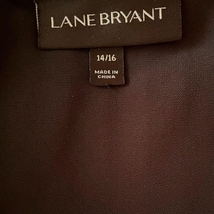 LANE BRYANT
14/16
MADE IN
CHINA